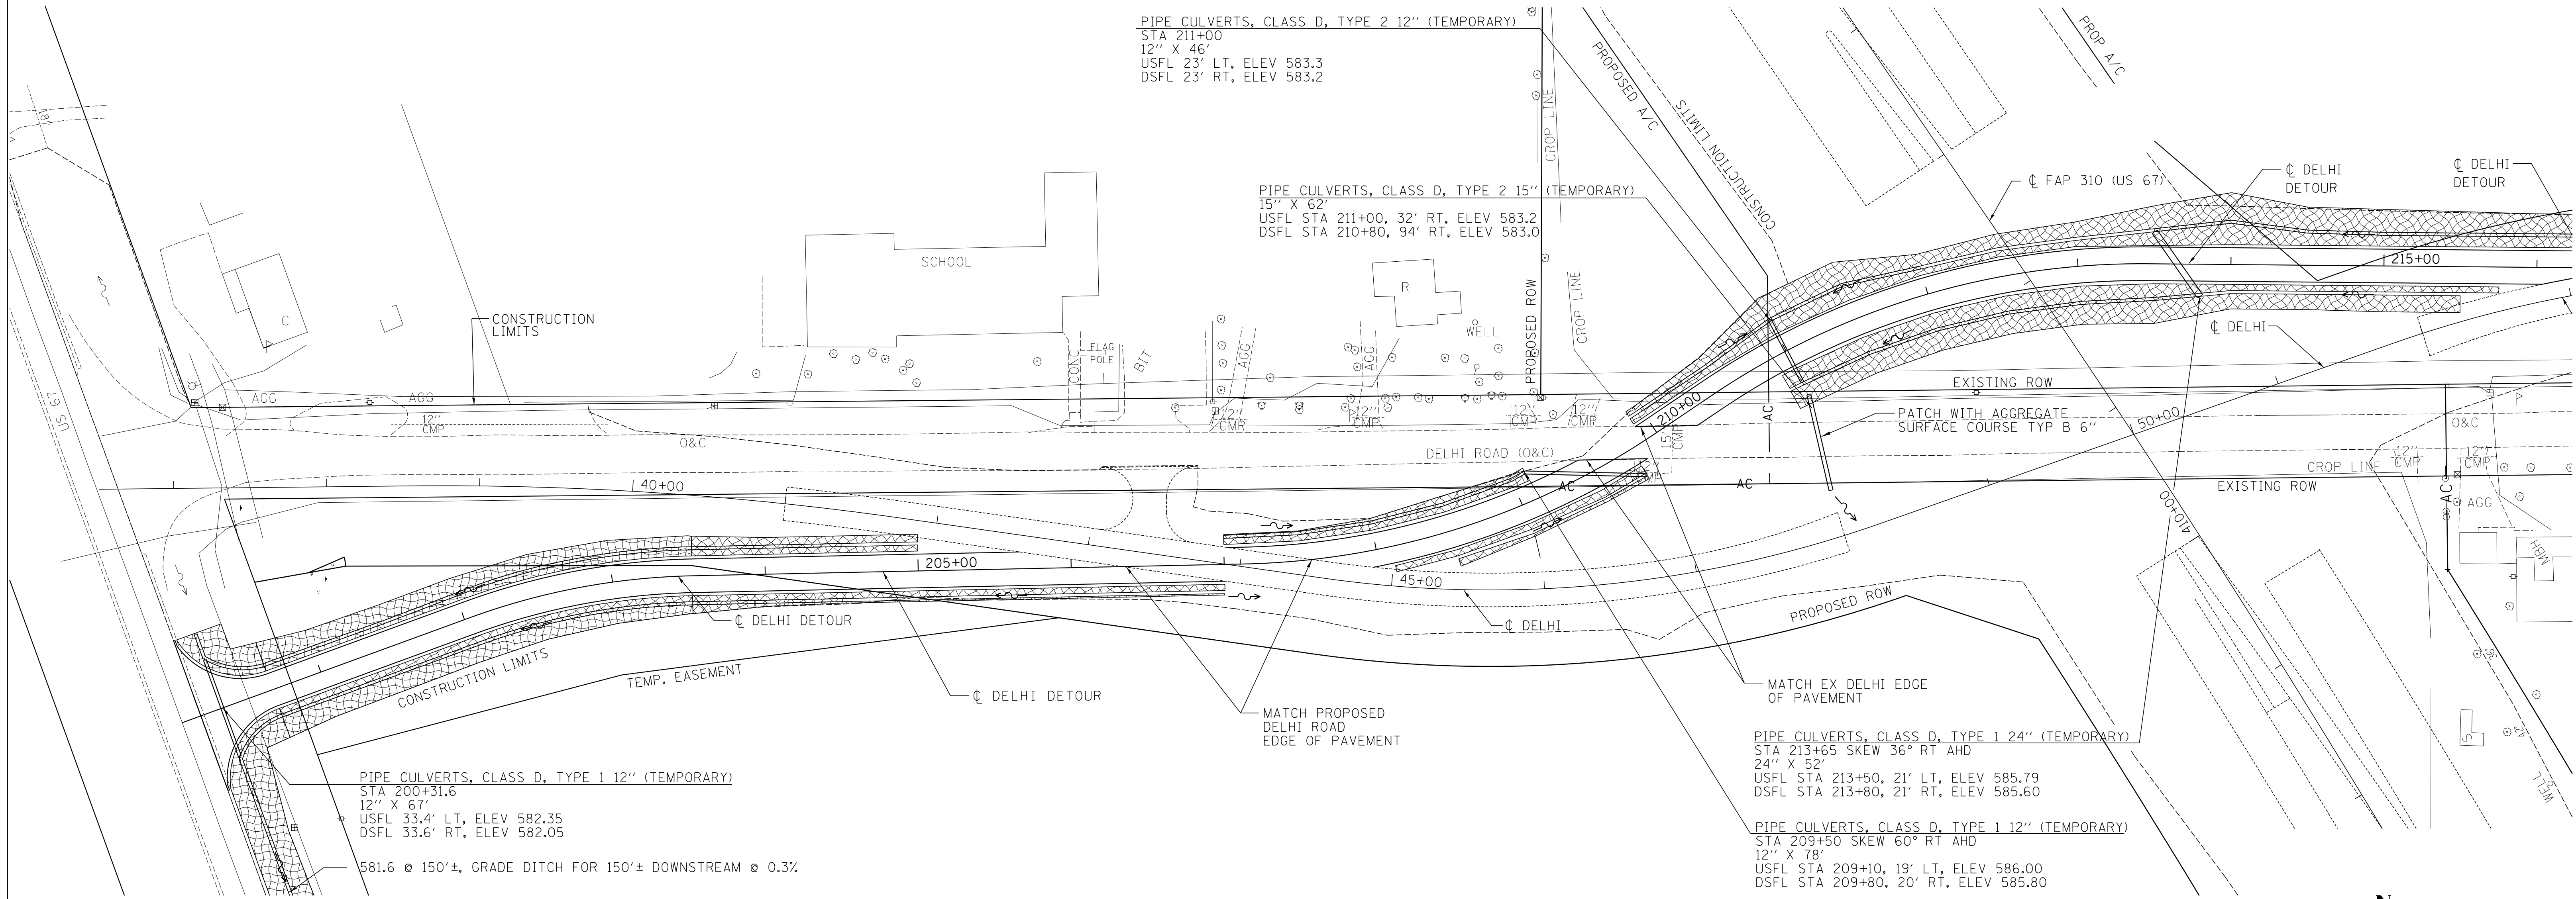 PIPE CULVERTS, CLASS D, TYPE 2 12'' (TEMPORARY)
STA 211+00
12'' X 46'
USFL 23' LT, ELEV 583.3
DSFL 23' RT, ELEV 583.2
PROPOSED A/C
CONSTRUCTION LIMITS
PROP A/C
CROP LINE
PIPE CULVERTS, CLASS D, TYPE 2 15'' (TEMPORARY)
15'' X 62'
USFL STA 211+00, 32' RT, ELEV 583.2
DSFL STA 210+80, 94' RT, ELEV 583.0
℄ FAP 310 (US 67)
℄ DELHI
DETOUR
℄ DELHI
DETOUR
18''
SCHOOL
C
R
WELL
PROPOSED ROW
CROP LINE
215+00
℄ DELHI
CONSTRUCTION
LIMITS
FLAG
POLE
CONC
BIT
AGG
AGG
AGG
AGG
US 67
12''
CMP
O&C
12''
CMP
12''
CMP
12''
CMP
12''
CMP
15''
CMP
210+00
AC
EXISTING ROW
PATCH WITH AGGREGATE
SURFACE COURSE TYP B 6''
50+00
O&C
12''
CMP
12''
CMP
DELHI ROAD (O&C)
CROP LINE
EXISTING ROW
40+00
CMP
AC
AC
AC
AGG
410+00
MBH
205+00
45+00
℄ DELHI DETOUR
℄ DELHI
PROPOSED ROW
CONSTRUCTION LIMITS
TEMP. EASEMENT
℄ DELHI DETOUR
MATCH PROPOSED
DELHI ROAD
EDGE OF PAVEMENT
MATCH EX DELHI EDGE
OF PAVEMENT
36''
42''
S
WELL
PIPE CULVERTS, CLASS D, TYPE 1 24'' (TEMPORARY)
STA 213+65 SKEW 36° RT AHD
24'' X 52'
USFL STA 213+50, 21' LT, ELEV 585.79
DSFL STA 213+80, 21' RT, ELEV 585.60
PIPE CULVERTS, CLASS D, TYPE 1 12'' (TEMPORARY)
STA 200+31.6
12'' X 67'
USFL 33.4' LT, ELEV 582.35
DSFL 33.6' RT, ELEV 582.05
PIPE CULVERTS, CLASS D, TYPE 1 12'' (TEMPORARY)
STA 209+50 SKEW 60° RT AHD
12'' X 78'
USFL STA 209+10, 19' LT, ELEV 586.00
DSFL STA 209+80, 20' RT, ELEV 585.80
581.6 @ 150'±, GRADE DITCH FOR 150'± DOWNSTREAM @ 0.3%
N